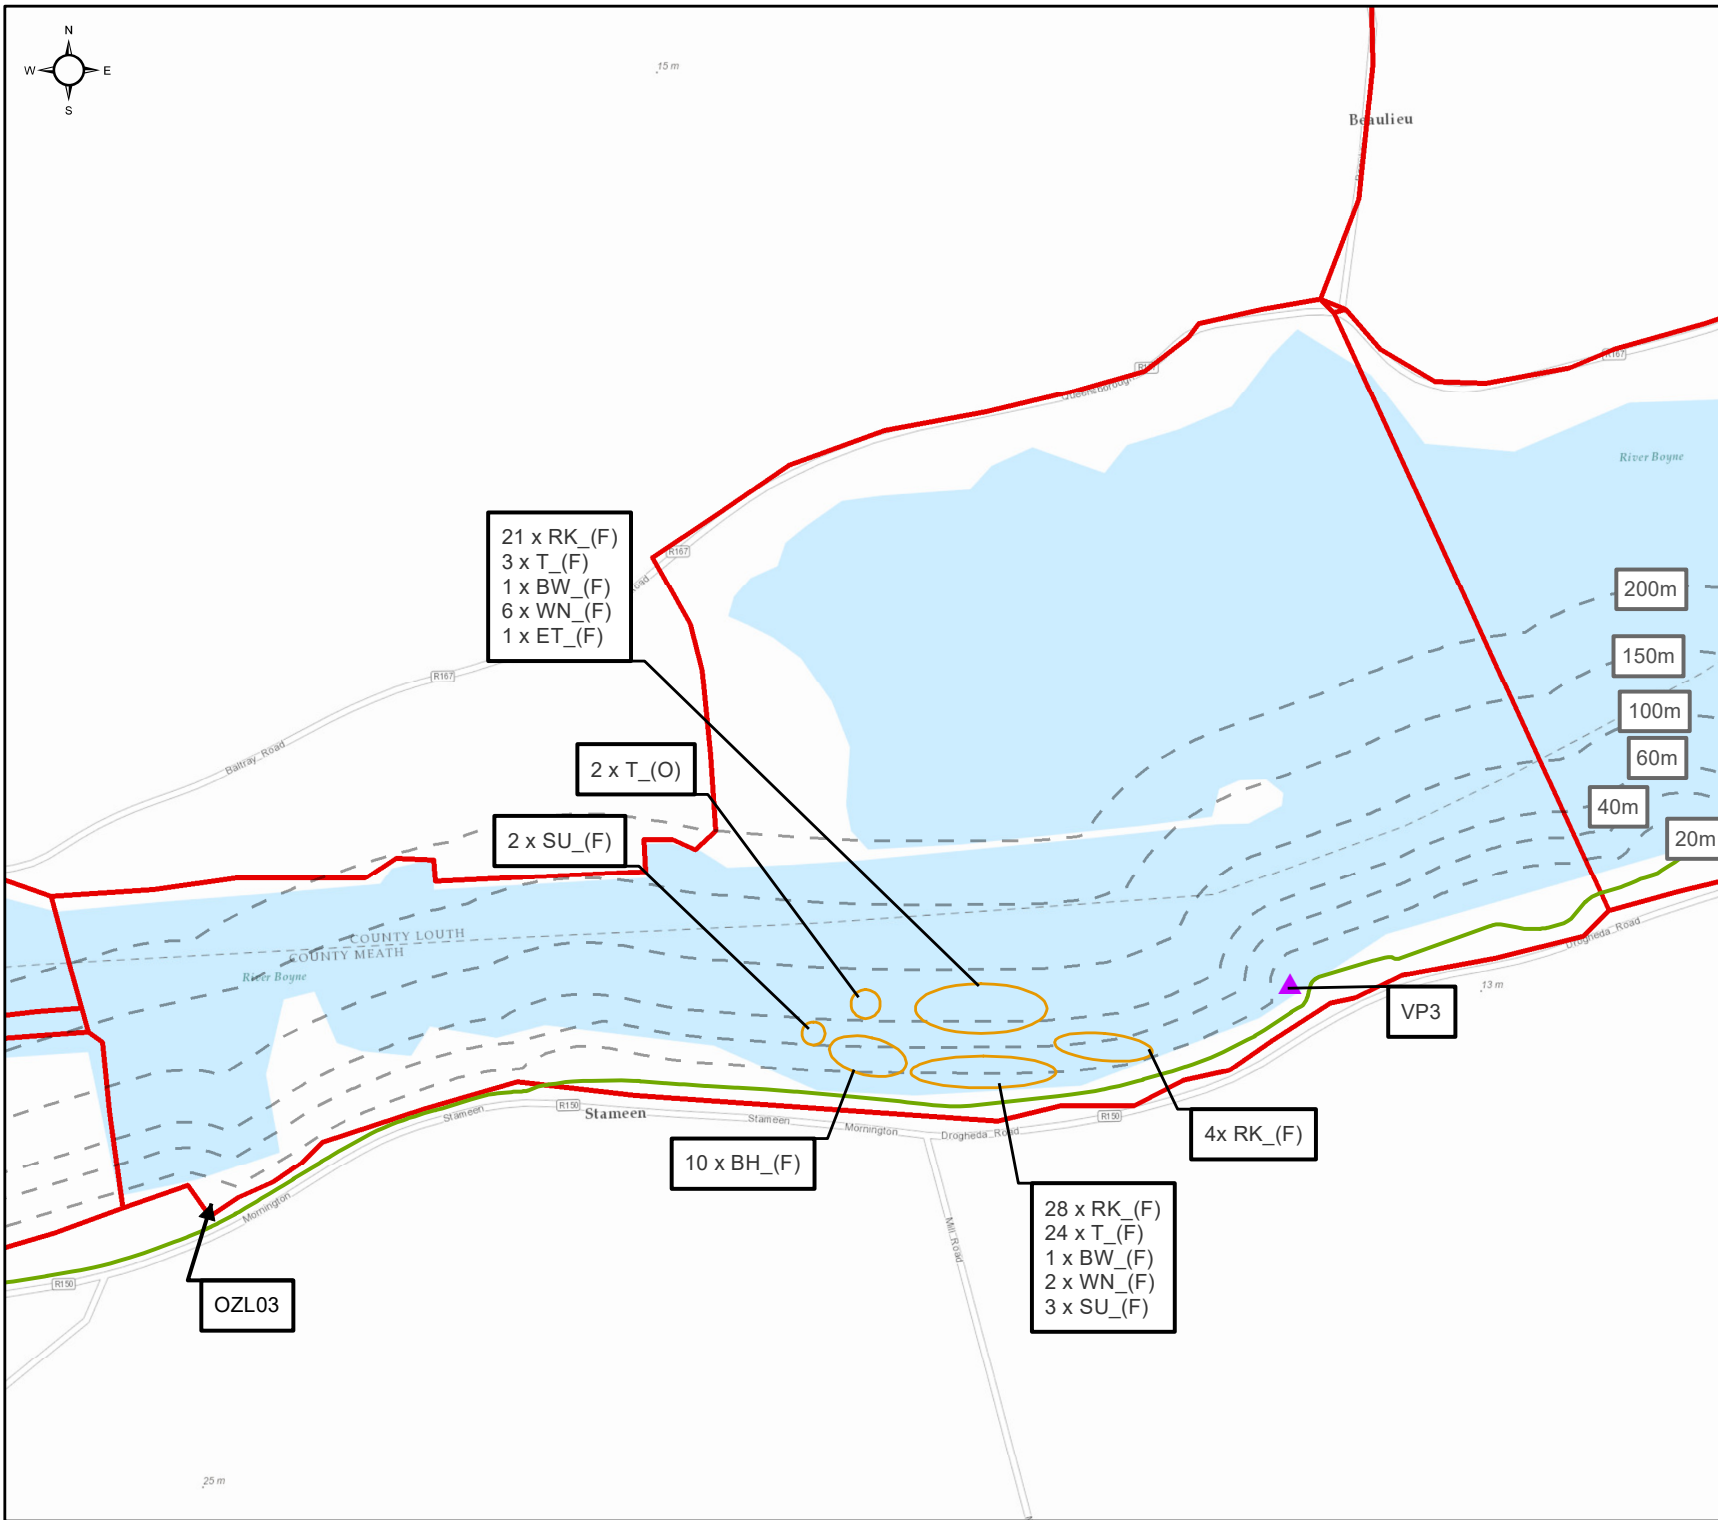 N
W E
S
15 m
Beaulieu
R167
Queensborough
River Boyne
21 x RK_(F)
3 x T_(F)
1 x BW_(F)
6 x WN_(F)
1 x ET_(F)
R167
200m
150m
R167
100m
Baltray Road
2 x T_(O)
60m
40m
2 x SU_(F)
20m
COUNTY LOUTH
COUNTY MEATH
River Boyne
Drogheda Road
13 m
VP3
Stameen
R150
Stameen
Stameen
Mornington
Drogheda Road
R150
4x RK_(F)
10 x BH_(F)
Mornington
28 x RK_(F)
24 x T_(F)
1 x BW_(F)
2 x WN_(F)
3 x SU_(F)
Mill Road
R150
OZL03
25 m